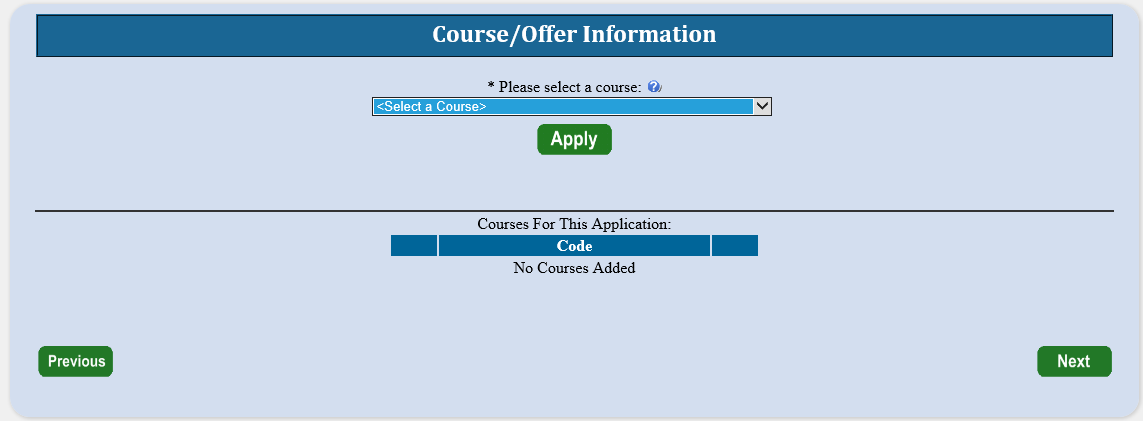 Course/Offer Information
* Please select a course:
<Select a Course>
Apply
Courses For This Application:
Code
No Courses Added
Previous
Next